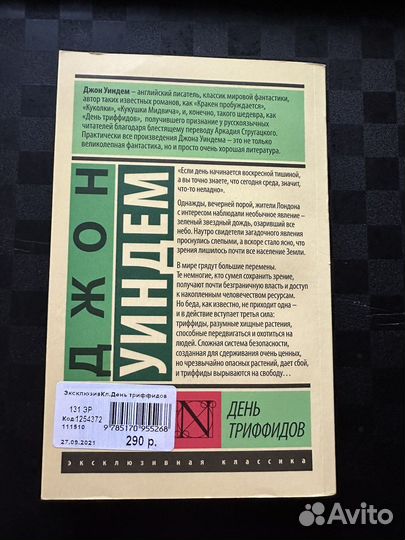 Джон Уиндем – английский писатель, классик мировой фантастики,
автор таких известных романов, как «Кракен пробуждается»,
«Куколки», «Кукушки Мидвича», и, конечно, такого шедевра, как
«День триффидов», получившего признание у русскоязычных
читателей благодаря блестящему переводу Аркадия Стругацкого.
Практически все произведения Джона Уиндема – это не только
великолепная фантастика, но и просто очень хорошая литература.
«Если день начинается воскресной тишиной,
а вы точно знаете, что сегодня среда, значит,
что-то неладно».
Однажды, вечерней порой, жители Лондона
с интересом наблюдали необычное явление –
зеленый звездный дождь, озаривший все
небо. Наутро свидетели загадочного явления
проснулись слепыми, а вскоре стало ясно, что
зрения лишилось почти все население Земли.
В мире грядут большие перемены.
Те немногие, кто сумел сохранить зрение,
получают почти безграничную власть и доступ
к накопленным человечеством ресурсам.
Но беда, как известно, не приходит одна –
и в действие вступает третья сила:
триффиды, разумные хищные растения,
способные передвигаться и охотиться на
людей. Сложная система безопасности,
созданная для сдерживания очень ценных,
но чрезвычайно опасных растений, дает сбой,
и триффиды вырываются на свободу…
ДЖОН
УИНДЕМ
ЭксклюзивКл.День триффидов
131 ЭР
Код 1254372
111510
27.09.2021
9 785170 955268
290 р.
N
ДЕНЬ
ТРИФФИДОВ
эксклюзивная классика
Avito